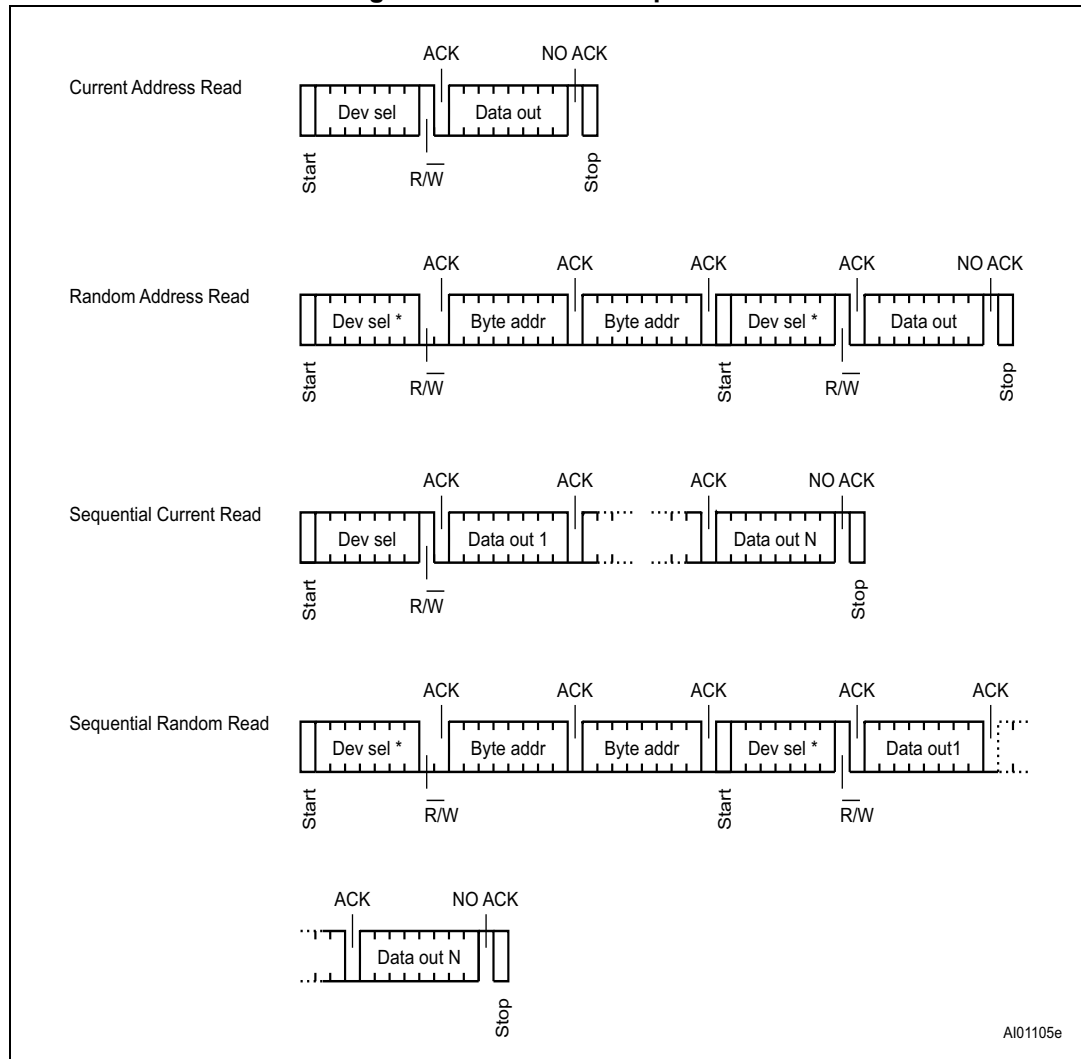 ACK NO ACK
Current Address Read
Dev sel Data out
Start R/W Stop
ACK ACK ACK ACK NO ACK
Random Address Read
Dev sel * Byte addr Byte addr Dev sel * Data out
Start R/W Start R/W Stop
ACK ACK ACK NO ACK
Sequential Current Read
Dev sel Data out 1 Data out N
Start R/W Stop
ACK ACK ACK ACK ACK
Sequential Random Read
Dev sel * Byte addr Byte addr Dev sel * Data out1
Start R/W Start R/W
ACK NO ACK
Data out N
Stop
AI01105e